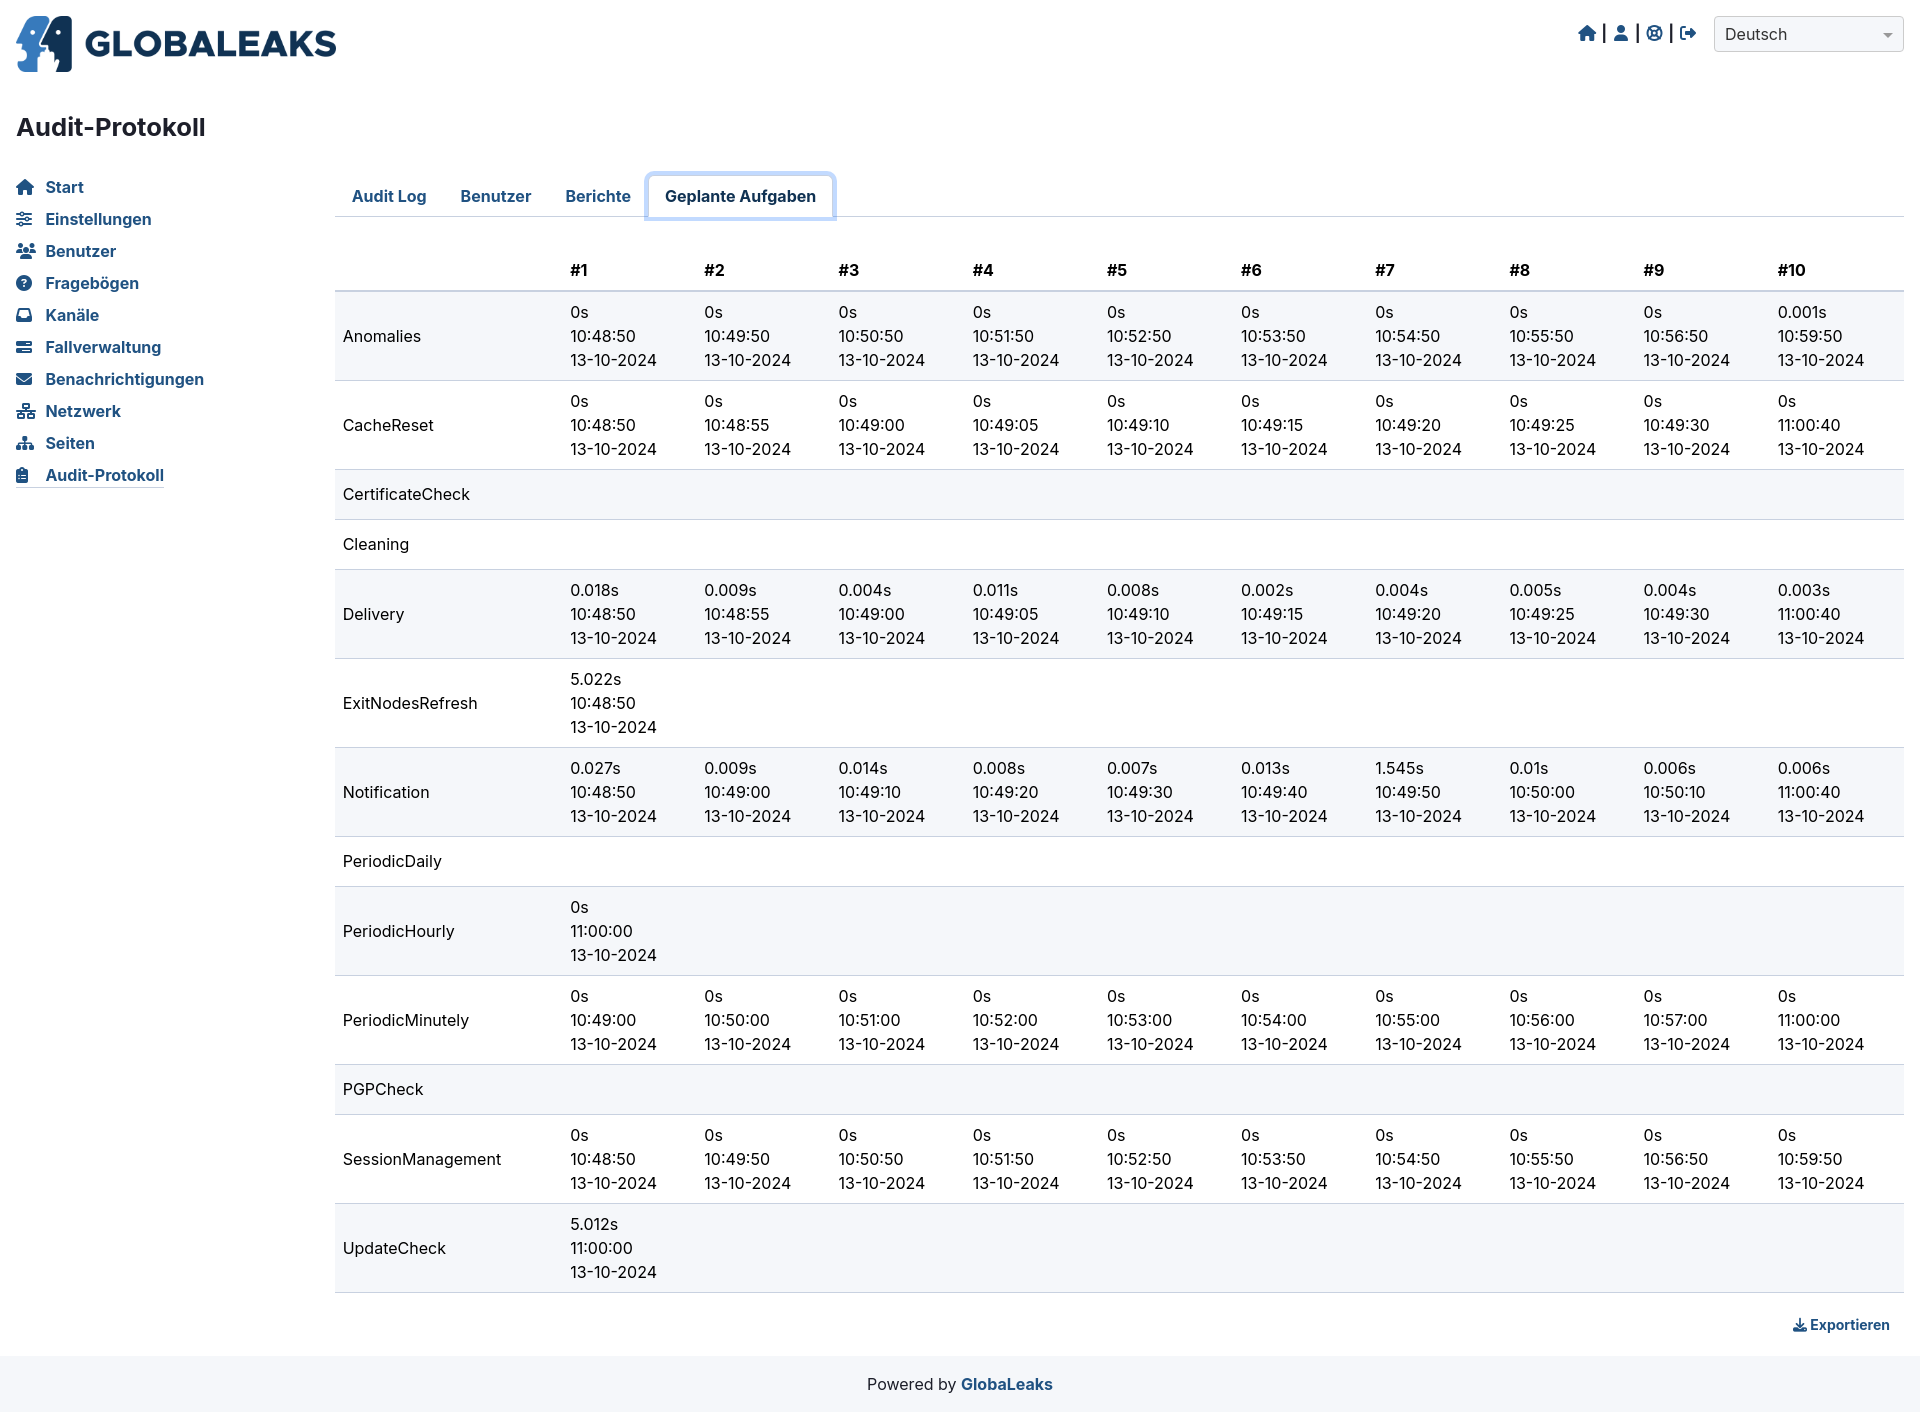 GLOBALEAKS
Deutsch
Audit-Protokoll
Start
Einstellungen
Benutzer
Fragebögen
Kanäle
Fallverwaltung
Benachrichtigungen
Netzwerk
Seiten
Audit-Protokoll
Audit Log Benutzer Berichte Geplante Aufgaben
#1 #2 #3 #4 #5 #6 #7 #8 #9 #10
0s 0s 0s 0s 0s 0s 0s 0s 0s 0.001s
Anomalies 10:48:50 10:49:50 10:50:50 10:51:50 10:52:50 10:53:50 10:54:50 10:55:50 10:56:50 10:59:50
13-10-2024 13-10-2024 13-10-2024 13-10-2024 13-10-2024 13-10-2024 13-10-2024 13-10-2024 13-10-2024 13-10-2024
0s 0s 0s 0s 0s 0s 0s 0s 0s 0s
CacheReset 10:48:50 10:48:55 10:49:00 10:49:05 10:49:10 10:49:15 10:49:20 10:49:25 10:49:30 11:00:40
13-10-2024 13-10-2024 13-10-2024 13-10-2024 13-10-2024 13-10-2024 13-10-2024 13-10-2024 13-10-2024 13-10-2024
CertificateCheck
Cleaning
0.018s 0.009s 0.004s 0.011s 0.008s 0.002s 0.004s 0.005s 0.004s 0.003s
Delivery 10:48:50 10:48:55 10:49:00 10:49:05 10:49:10 10:49:15 10:49:20 10:49:25 10:49:30 11:00:40
13-10-2024 13-10-2024 13-10-2024 13-10-2024 13-10-2024 13-10-2024 13-10-2024 13-10-2024 13-10-2024 13-10-2024
5.022s
ExitNodesRefresh 10:48:50
13-10-2024
0.027s 0.009s 0.014s 0.008s 0.007s 0.013s 1.545s 0.01s 0.006s 0.006s
Notification 10:48:50 10:49:00 10:49:10 10:49:20 10:49:30 10:49:40 10:49:50 10:50:00 10:50:10 11:00:40
13-10-2024 13-10-2024 13-10-2024 13-10-2024 13-10-2024 13-10-2024 13-10-2024 13-10-2024 13-10-2024 13-10-2024
PeriodicDaily
0s
PeriodicHourly 11:00:00
13-10-2024
0s 0s 0s 0s 0s 0s 0s 0s 0s 0s
PeriodicMinutely 10:49:00 10:50:00 10:51:00 10:52:00 10:53:00 10:54:00 10:55:00 10:56:00 10:57:00 11:00:00
13-10-2024 13-10-2024 13-10-2024 13-10-2024 13-10-2024 13-10-2024 13-10-2024 13-10-2024 13-10-2024 13-10-2024
PGPCheck
0s 0s 0s 0s 0s 0s 0s 0s 0s 0s
SessionManagement 10:48:50 10:49:50 10:50:50 10:51:50 10:52:50 10:53:50 10:54:50 10:55:50 10:56:50 10:59:50
13-10-2024 13-10-2024 13-10-2024 13-10-2024 13-10-2024 13-10-2024 13-10-2024 13-10-2024 13-10-2024 13-10-2024
5.012s
UpdateCheck 11:00:00
13-10-2024
Exportieren
Powered by GlobaLeaks